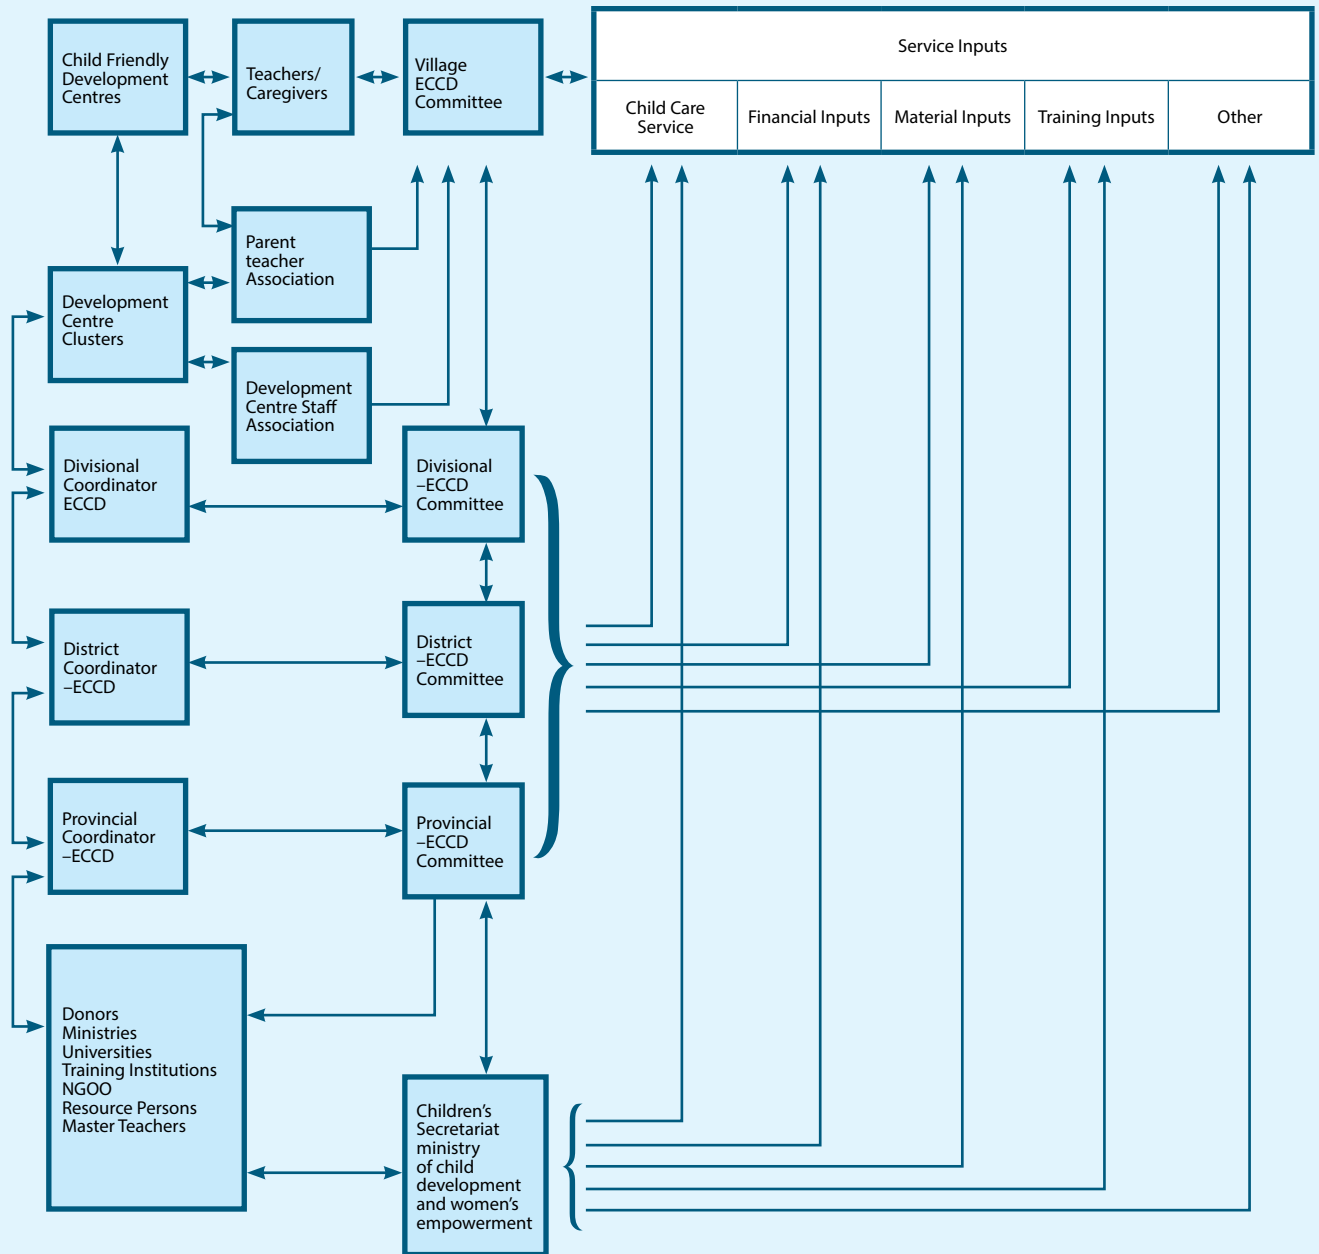 Child Friendly
Development
Centres
Teachers/
Caregivers
Village
ECCD
Committee
Service Inputs
Child Care
Service
Financial Inputs
Material Inputs
Training Inputs
Other
Parent
teacher
Association
Development
Centre
Clusters
Development
Centre Staff
Association
Divisional
Coordinator
ECCD
Divisional
–ECCD
Committee
District
Coordinator
–ECCD
District
–ECCD
Committee
Provincial
Coordinator
–ECCD
Provincial
–ECCD
Committee
Donors
Ministries
Universities
Training Institutions
NGOO
Resource Persons
Master Teachers
Children's
Secretariat
ministry
of child
development
and women's
empowerment